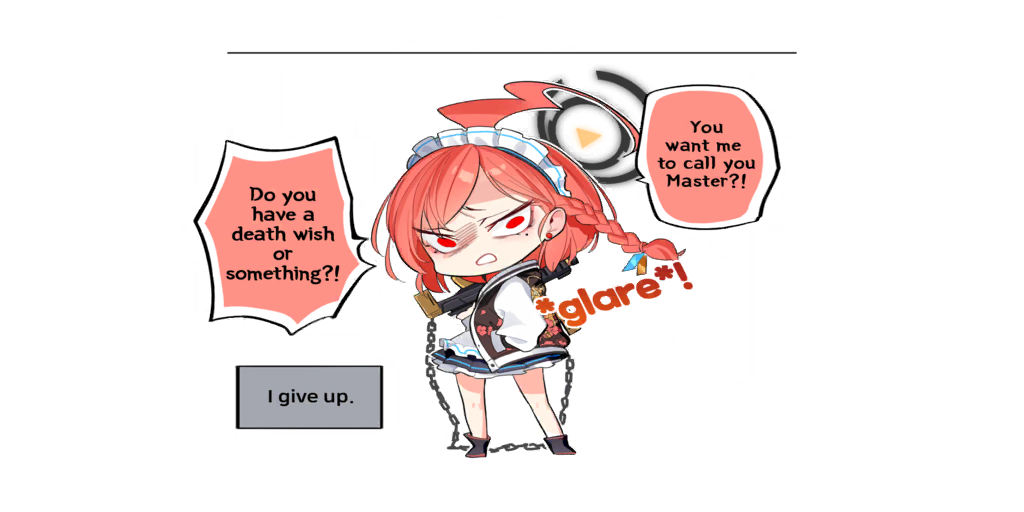 You
want me
to call you
Master?!
Do you
have a
death wish
or
something?!
*glare*!
I give up.